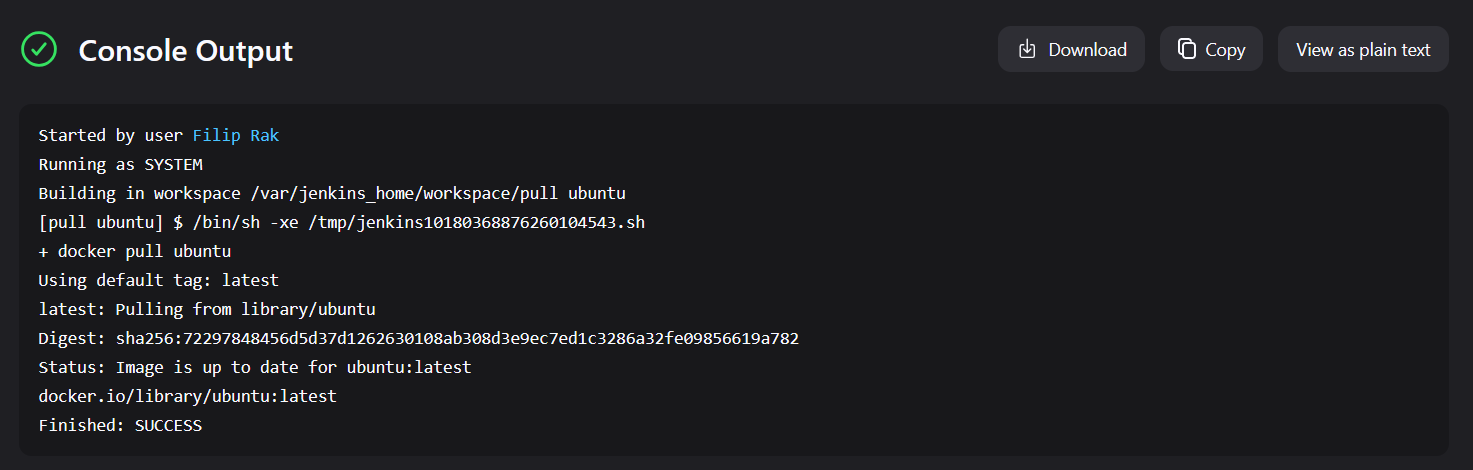 Console Output
Download
Copy
View as plain text
Started by user Filip Rak
Running as SYSTEM
Building in workspace /var/jenkins_home/workspace/pull ubuntu
[pull ubuntu] $ /bin/sh -xe /tmp/jenkins10180368876260104543.sh
+ docker pull ubuntu
Using default tag: latest
latest: Pulling from library/ubuntu
Digest: sha256:72297848456d5d37d1262630108ab308d3e9ec7ed1c3286a32fe09856619a782
Status: Image is up to date for ubuntu:latest
docker.io/library/ubuntu:latest
Finished: SUCCESS